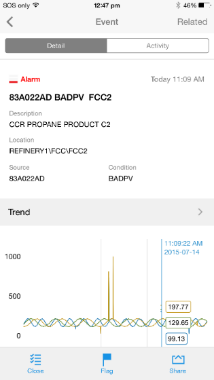 SOS only 12:47 pm 46%
Event Related
Detail Activity
Alarm Today 11:09 AM
83A022AD BADPV FCC2
Description
CCR PROPANE PRODUCT C2
Location
REFINERY1\FCC\FCC2
Source Condition
83A022AD BADPV
Trend
11:09:22 AM
2015-07-14
1000
500
0
197.77
129.65
99.13
Close Flag Share